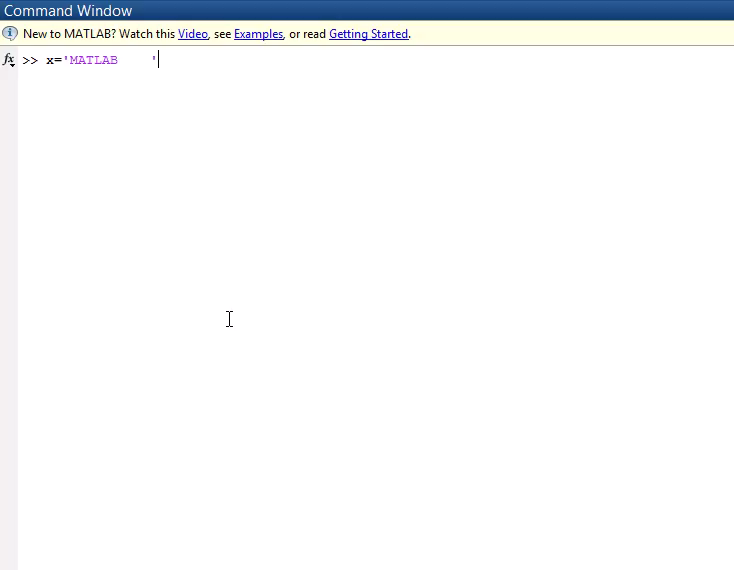 Command Window
New to MATLAB? Watch this Video, see Examples, or read Getting Started.
fx >> x='MATLAB    '